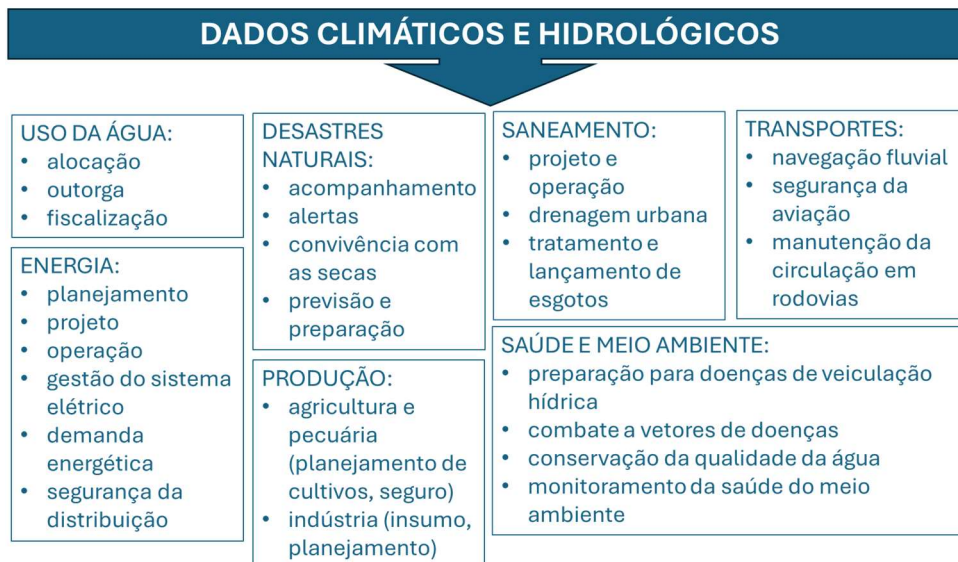 DADOS CLIMÁTICOS E HIDROLÓGICOS
USO DA ÁGUA:
• alocação
• outorga
• fiscalização
ENERGIA:
• planejamento
• projeto
• operação
• gestão do sistema
elétrico
• demanda
energética
• segurança da
distribuição
DESASTRES
NATURAIS:
• acompanhamento
• alertas
• convivência com
as secas
• previsão e
preparação
PRODUÇÃO:
• agricultura e
pecuária
(planejamento de
cultivos, seguro)
• indústria (insumo,
planejamento)
SANEAMENTO:
• projeto e
operação
• drenagem urbana
• tratamento e
lançamento de
esgotos
TRANSPORTES:
• navegação fluvial
• segurança da
aviação
• manutenção da
circulação em
rodovias
SAÚDE E MEIO AMBIENTE:
• preparação para doenças de veiculação
hídrica
• combate a vetores de doenças
• conservação da qualidade da água
• monitoramento da saúde do meio
ambiente